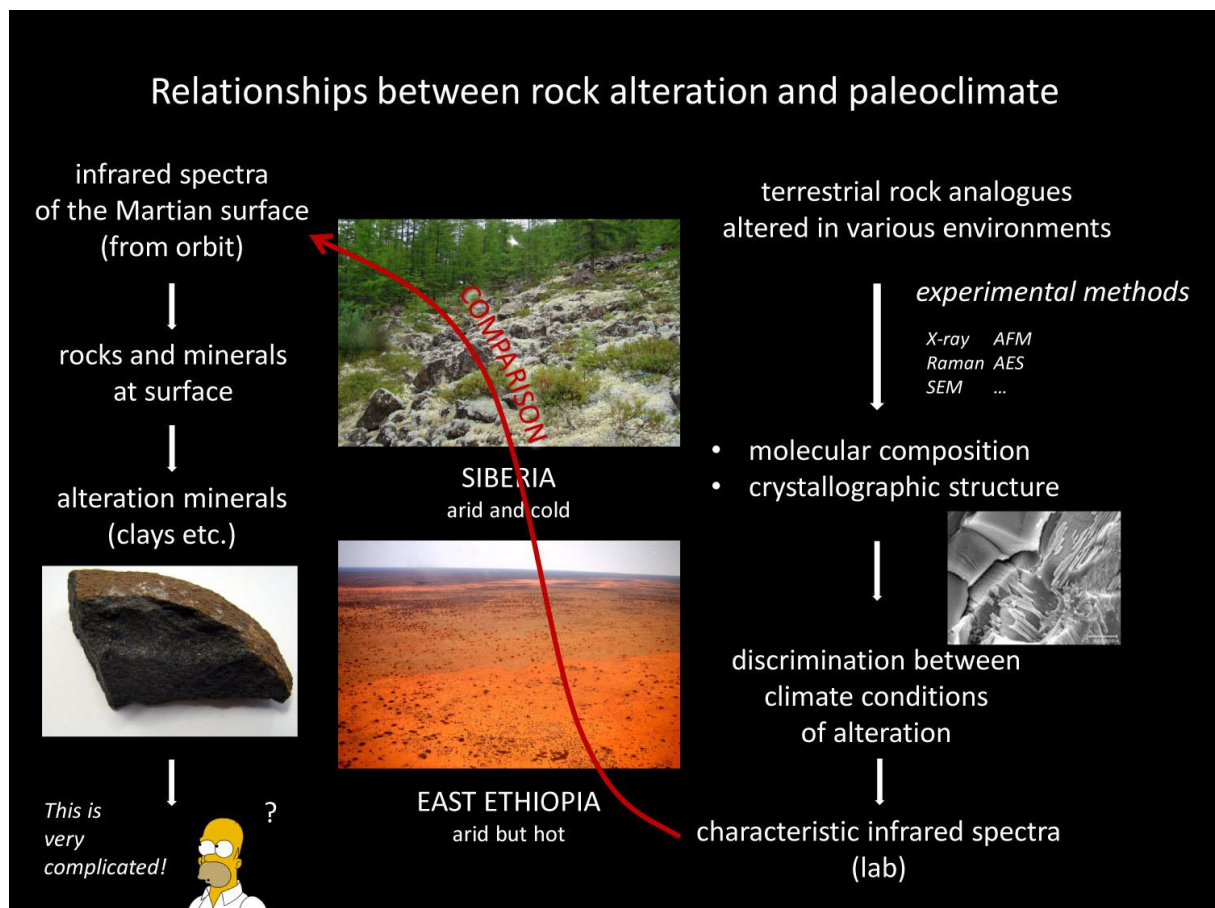 Relationships between rock alteration and paleoclimate
infrared spectra
of the Martian surface
(from orbit)
rocks and minerals
at surface
alteration minerals
(clays etc.)
This is
very
complicated!
?
COMPARISON
SIBERIA
arid and cold
EAST ETHIOPIA
arid but hot
terrestrial rock analogues
altered in various environments
experimental methods
X-ray AFM
Raman AES
SEM ...
• molecular composition
• crystallographic structure
discrimination between
climate conditions
of alteration
characteristic infrared spectra
(lab)